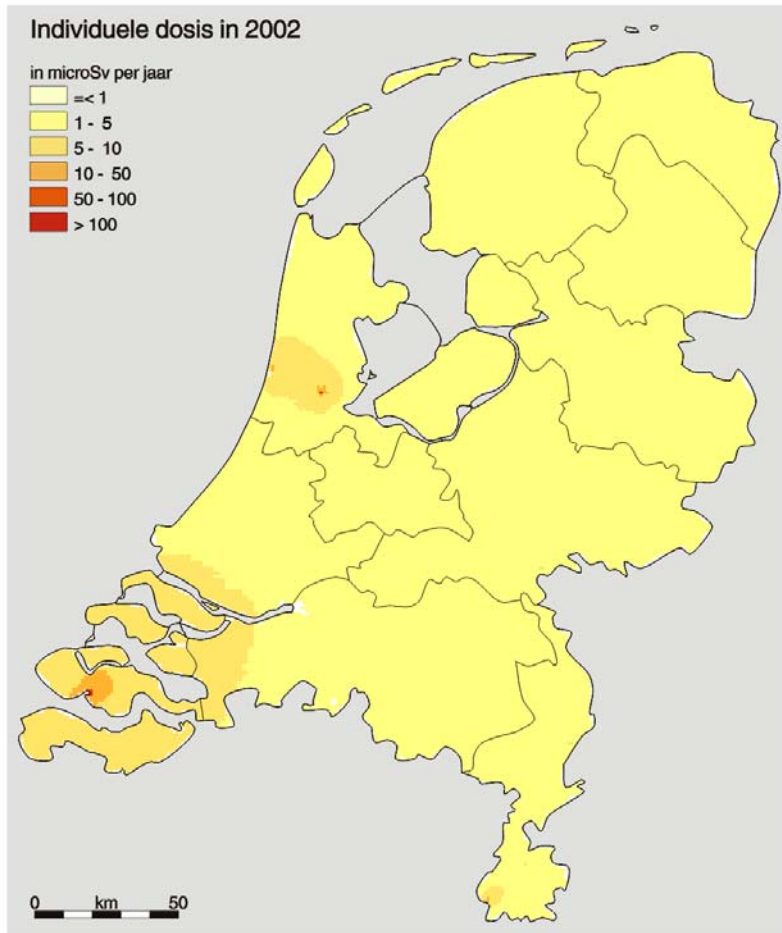 Individuele dosis in 2002
in microSv per jaar
=< 1
1 - 5
5 - 10
10 - 50
50 - 100
> 100
0 km 50